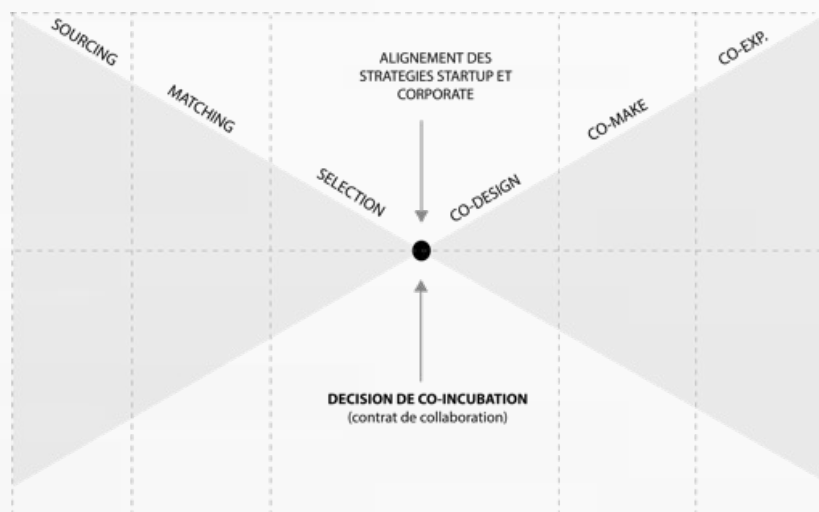 SOURCING
MATCHING
SELECTION
ALIGNEMENT DES
STRATEGIES STARTUP ET
CORPORATE
CO-DESIGN
CO-MAKE
CO-EXP.
DECISION DE CO-INCUBATION
(contrat de collaboration)